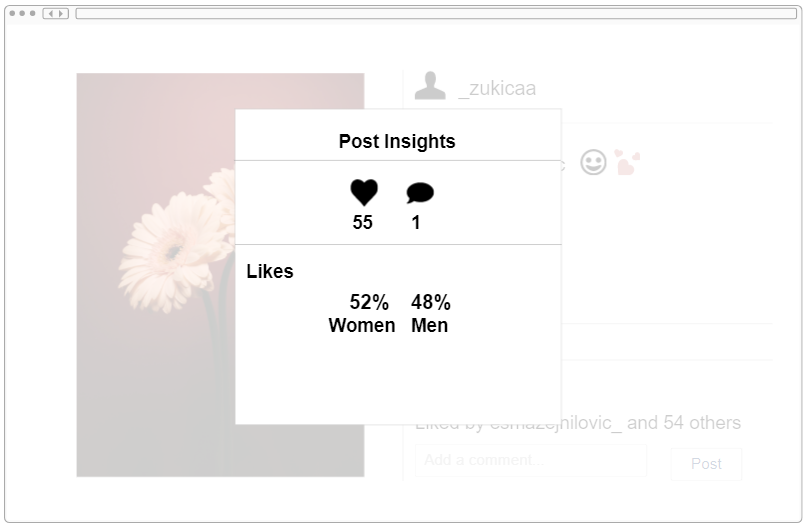 _zukicaa
Post Insights
55 1
Likes
52% 48%
Women Men
Liked by esmazejnilovic_ and 54 others
Add a comment...
Post